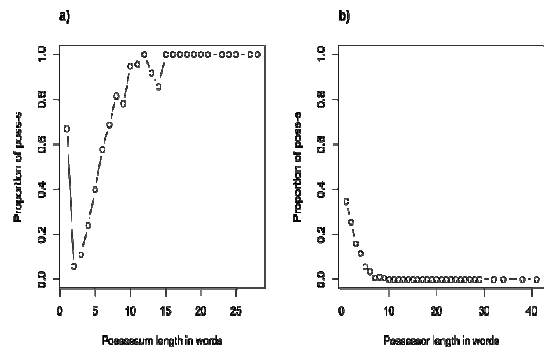 a)
b)
Proportion of poss-s
1.0
0.8
0.6
0.4
0.2
0.0
0 5 10 15 20 25
Possessum length in words
Proportion of poss-s
1.0
0.8
0.6
0.4
0.2
0.0
0 10 20 30 40
Possessor length in words